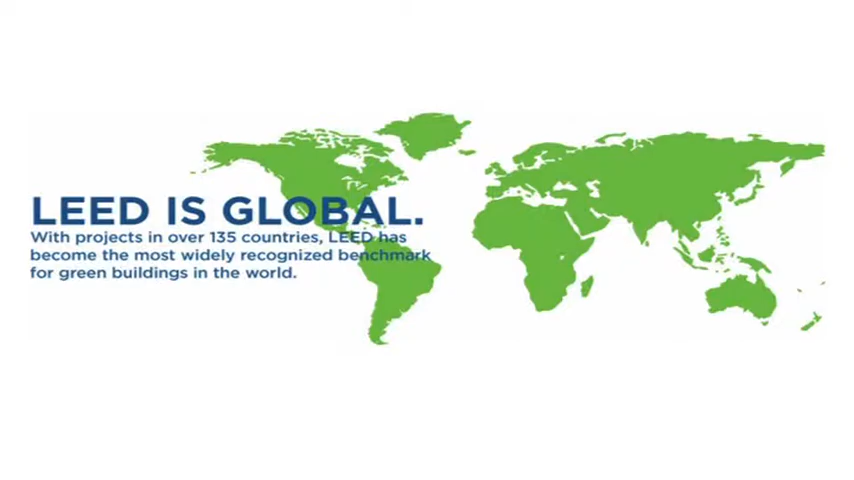 LEED IS GLOBAL.
With projects in over 135 countries, LEED has
become the most widely recognized benchmark
for green buildings in the world.